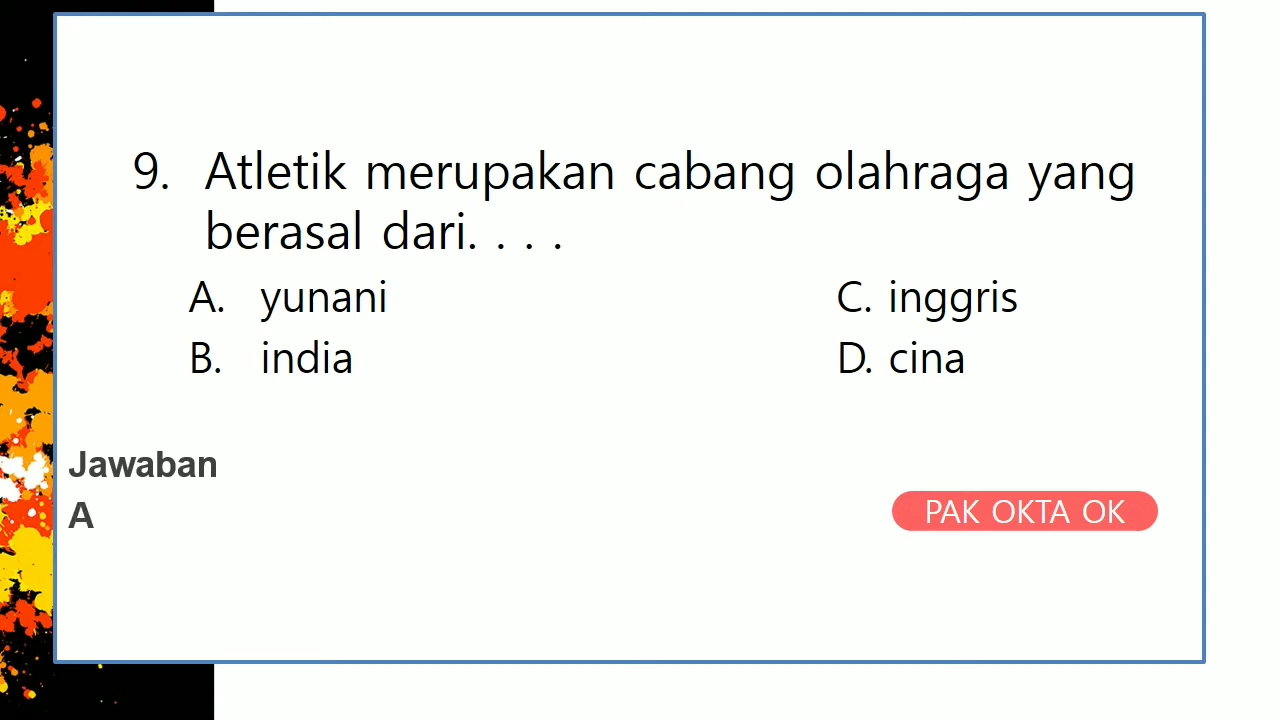 9. Atletik merupakan cabang olahraga yang
berasal dari. . . .
A. yunani
C. inggris
B. india
D. cina
Jawaban
A
PAK OKTA OK